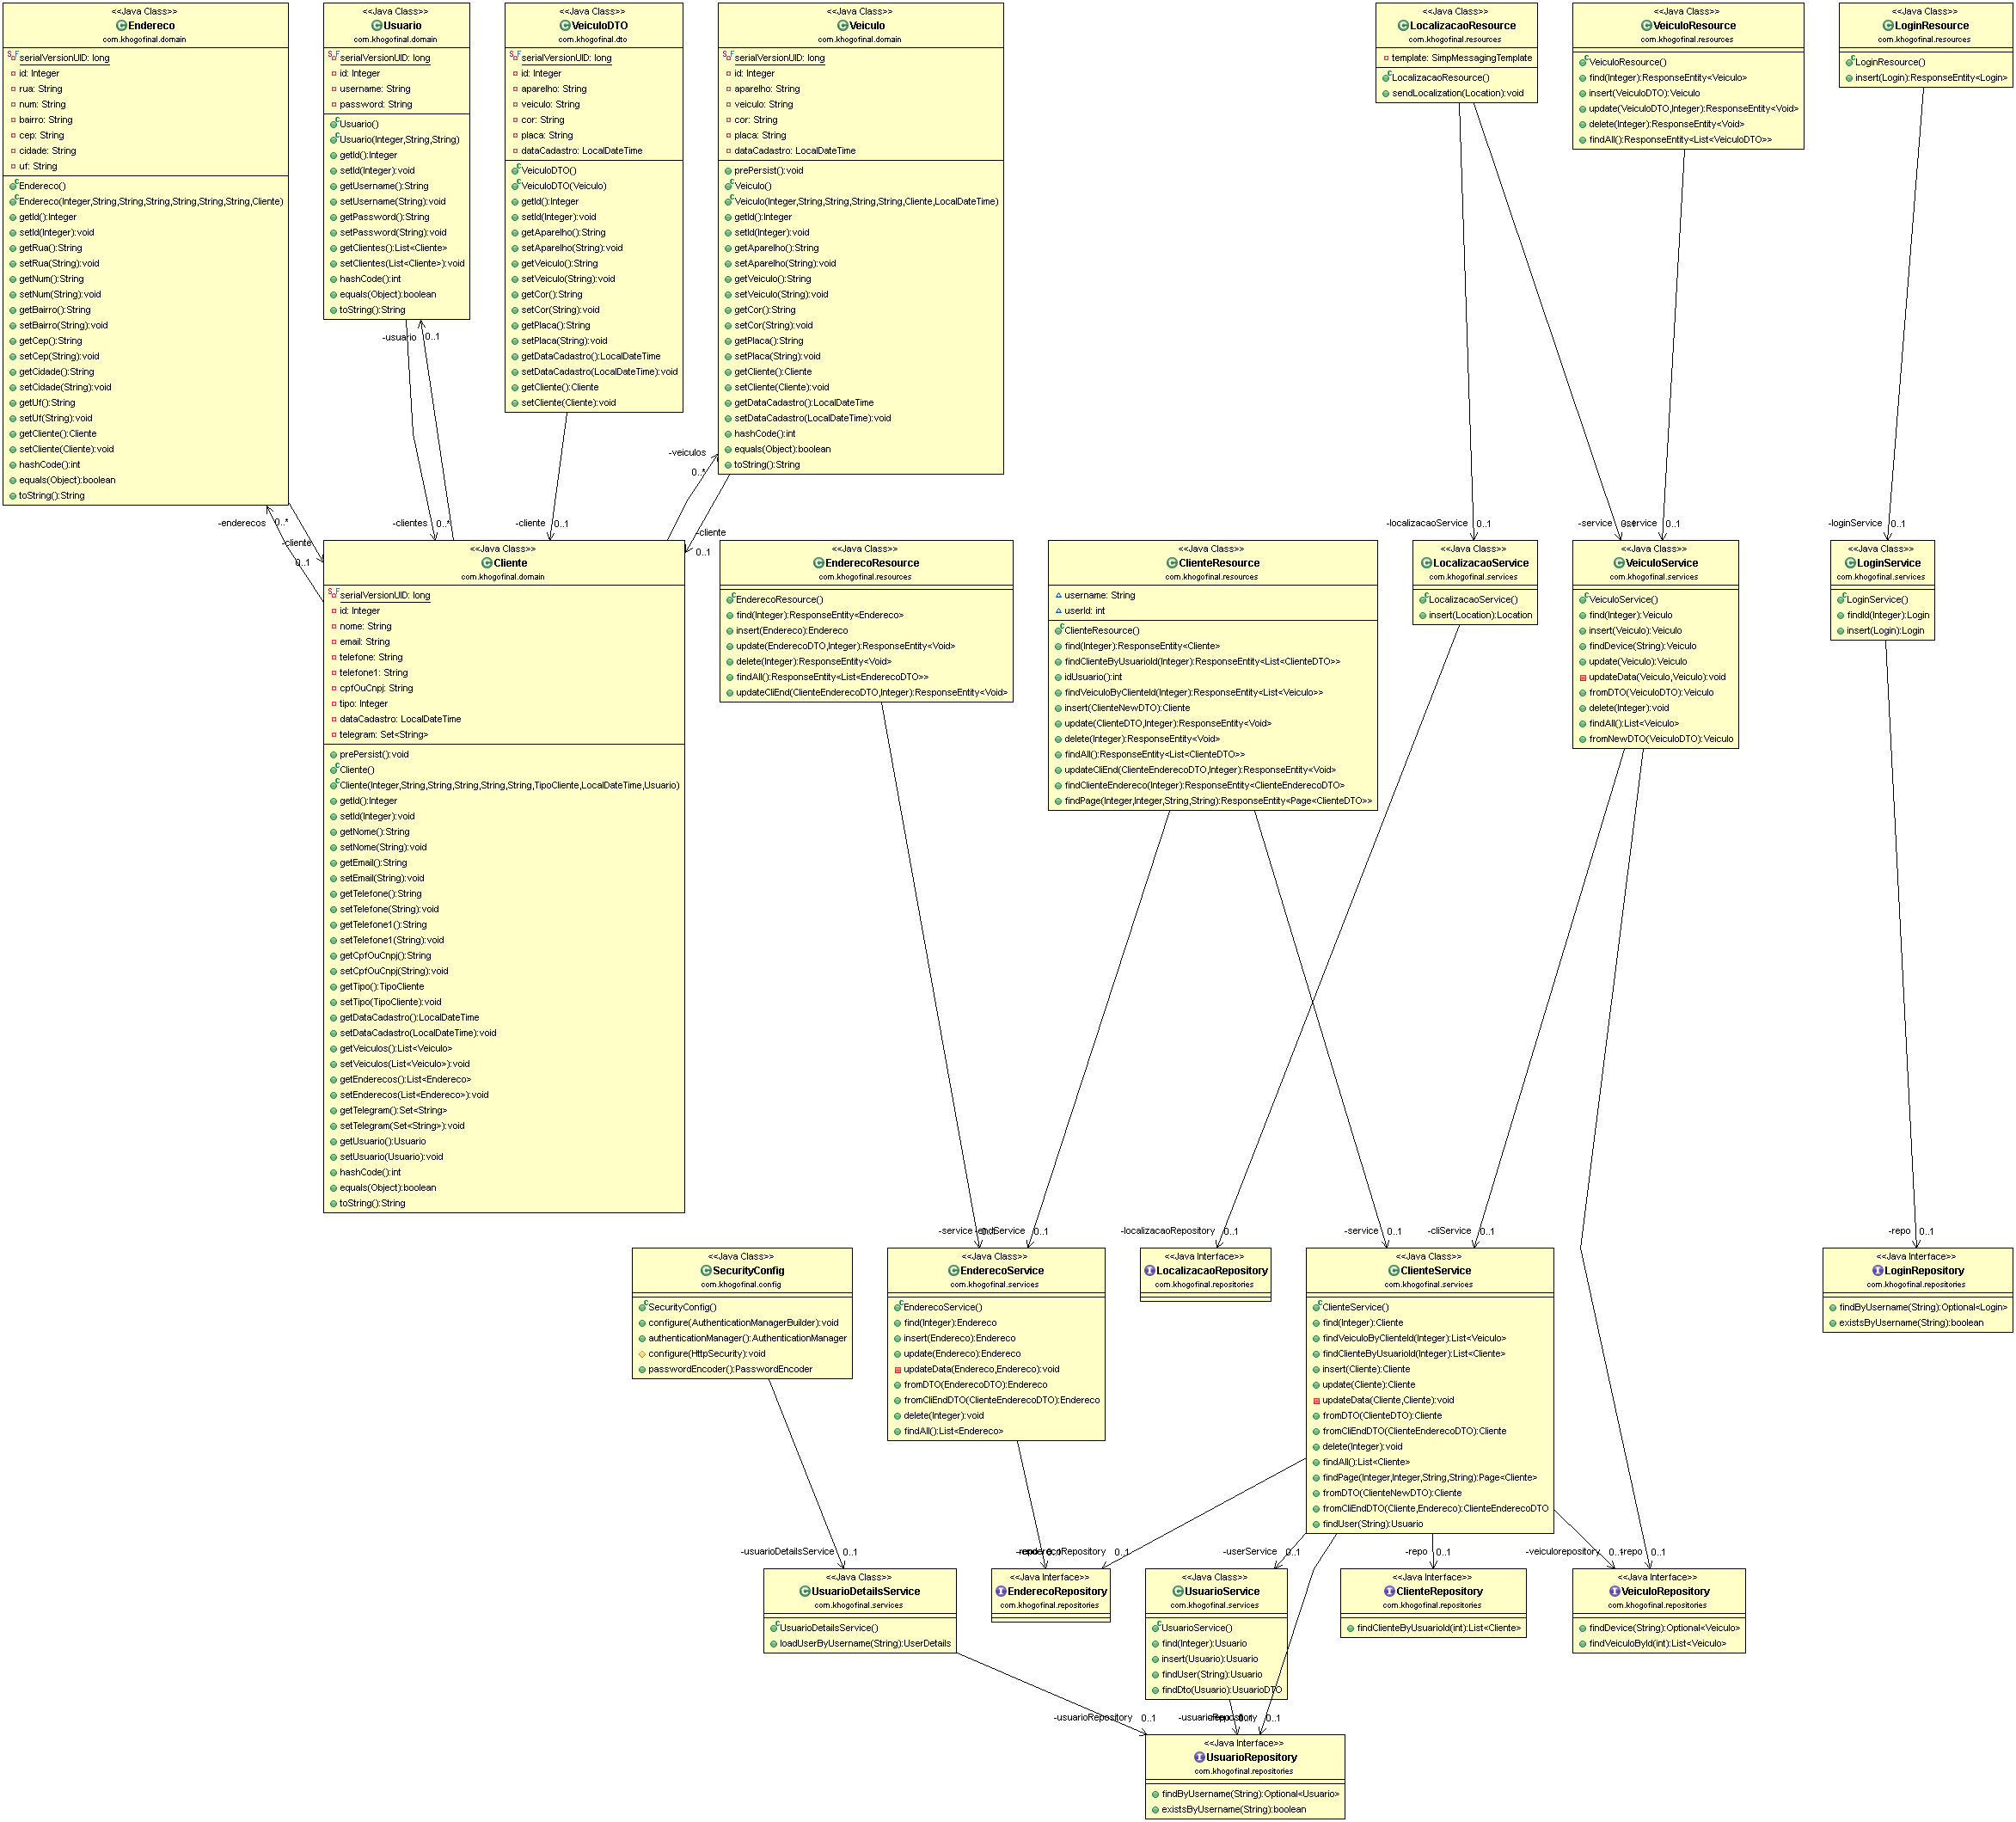 <<Java Class>>
Endereco
com.khogofinal.domain
serialVersionUID: long
id: Integer
rua: String
num: String
bairro: String
cep: String
cidade: String
uf: String
Endereco()
Endereco(Integer,String,String,String,String,String,String,Cliente)
getId():Integer
setId(Integer):void
getRua():String
setRua(String):void
getNum():String
setNum(String):void
getBairro():String
setBairro(String):void
getCep():String
setCep(String):void
getCidade():String
setCidade(String):void
getUf():String
setUf(String):void
getCliente():Cliente
setCliente(Cliente):void
hashCode():int
equals(Object):boolean
toString():String
<<Java Class>>
Usuario
com.khogofinal.domain
serialVersionUID: long
id: Integer
username: String
password: String
Usuario()
Usuario(Integer,String,String)
getId():Integer
setId(Integer):void
getUsername():String
setUsername(String):void
getPassword():String
setPassword(String):void
getClientes():List<Cliente>
setClientes(List<Cliente>):void
hashCode():int
equals(Object):boolean
toString():String
<<Java Class>>
VeiculoDTO
com.khogofinal.dto
serialVersionUID: long
id: Integer
aparelho: String
veiculo: String
cor: String
placa: String
dataCadastro: LocalDateTime
VeiculoDTO()
VeiculoDTO(Veiculo)
getId():Integer
setId(Integer):void
getAparelho():String
setAparelho(String):void
getVeiculo():String
setVeiculo(String):void
getCor():String
setCor(String):void
getPlaca():String
setPlaca(String):void
getDataCadastro():LocalDateTime
setDataCadastro(LocalDateTime):void
getCliente():Cliente
setCliente(Cliente):void
<<Java Class>>
Veiculo
com.khogofinal.domain
serialVersionUID: long
id: Integer
aparelho: String
veiculo: String
cor: String
placa: String
dataCadastro: LocalDateTime
prePersist():void
Veiculo()
Veiculo(Integer,String,String,String,String,Cliente,LocalDateTime)
getId():Integer
setId(Integer):void
getAparelho():String
setAparelho(String):void
getVeiculo():String
setVeiculo(String):void
getCor():String
setCor(String):void
getPlaca():String
setPlaca(String):void
getCliente():Cliente
setCliente(Cliente):void
getDataCadastro():LocalDateTime
setDataCadastro(LocalDateTime):void
hashCode():int
equals(Object):boolean
toString():String
<<Java Class>>
LocalizacaoResource
com.khogofinal.resources
template: SimpMessagingTemplate
LocalizacaoResource()
sendLocalization(Location):void
<<Java Class>>
VeiculoResource
com.khogofinal.resources
VeiculoResource()
find(Integer):ResponseEntity<Veiculo>
insert(VeiculoDTO):Veiculo
update(VeiculoDTO,Integer):ResponseEntity<Void>
delete(Integer):ResponseEntity<Void>
findAll():ResponseEntity<List<VeiculoDTO>>
<<Java Class>>
LoginResource
com.khogofinal.resources
LoginResource()
insert(Login):ResponseEntity<Login>
-usuario 0..1
-veiculos
0..*
-enderecos 0..*
-cliente
0..1
-clientes 0..*
-cliente 0..1
-cliente
0..1
-localizacaoService 0..1
-service
-service
-loginService 0..1
<<Java Class>>
Cliente
com.khogofinal.domain
serialVersionUID: long
id: Integer
nome: String
email: String
telefone: String
telefone1: String
cpfOuCnpj: String
tipo: Integer
dataCadastro: LocalDateTime
telegram: Set<String>
prePersist():void
Cliente()
Cliente(Integer,String,String,String,String,String,TipoCliente,LocalDateTime,Usuario)
getId():Integer
setId(Integer):void
getNome():String
setNome(String):void
getEmail():String
setEmail(String):void
getTelefone():String
setTelefone(String):void
getTelefone1():String
setTelefone1(String):void
getCpfOuCnpj():String
setCpfOuCnpj(String):void
getTipo():TipoCliente
setTipo(TipoCliente):void
getDataCadastro():LocalDateTime
setDataCadastro(LocalDateTime):void
getVeiculos():List<Veiculo>
setVeiculos(List<Veiculo>):void
getEnderecos():List<Endereco>
setEnderecos(List<Endereco>):void
getTelegram():Set<String>
setTelegram(Set<String>):void
getUsuario():Usuario
setUsuario(Usuario):void
hashCode():int
equals(Object):boolean
toString():String
<<Java Class>>
EnderecoResource
com.khogofinal.resources
EnderecoResource()
find(Integer):ResponseEntity<Endereco>
insert(Endereco):Endereco
update(EnderecoDTO,Integer):ResponseEntity<Void>
delete(Integer):ResponseEntity<Void>
findAll():ResponseEntity<List<EnderecoDTO>>
updateCliEnd(ClienteEnderecoDTO,Integer):ResponseEntity<Void>
<<Java Class>>
ClienteResource
com.khogofinal.resources
username: String
userId: int
ClienteResource()
find(Integer):ResponseEntity<Cliente>
findClienteByUsuarioId(Integer):ResponseEntity<List<ClienteDTO>>
idUsuario():int
findVeiculoByClienteId(Integer):ResponseEntity<List<Veiculo>>
insert(ClienteNewDTO):Cliente
update(ClienteDTO,Integer):ResponseEntity<Void>
delete(Integer):ResponseEntity<Void>
findAll():ResponseEntity<List<ClienteDTO>>
updateCliEnd(ClienteEnderecoDTO,Integer):ResponseEntity<Void>
findClienteEndereco(Integer):ResponseEntity<ClienteEnderecoDTO>
findPage(Integer,Integer,String,String):ResponseEntity<Page<ClienteDTO>>
<<Java Class>>
LocalizacaoService
com.khogofinal.services
LocalizacaoService()
insert(Location):Location
<<Java Class>>
VeiculoService
com.khogofinal.services
VeiculoService()
find(Integer):Veiculo
insert(Veiculo):Veiculo
findDevice(String):Veiculo
update(Veiculo):Veiculo
updateData(Veiculo,Veiculo):void
fromDTO(VeiculoDTO):Veiculo
delete(Integer):void
findAll():List<Veiculo>
fromNewDTO(VeiculoDTO):Veiculo
<<Java Class>>
LoginService
com.khogofinal.services
LoginService()
findId(Integer):Login
insert(Login):Login
-service
0..1
-localizacaoRepository 0..1
-service 0..1
-cliService 0..1
-repo 0..1
<<Java Class>>
SecurityConfig
com.khogofinal.config
SecurityConfig()
configure(AuthenticationManagerBuilder):void
authenticationManager():AuthenticationManager
configure(HttpSecurity):void
passwordEncoder():PasswordEncoder
<<Java Class>>
EnderecoService
com.khogofinal.services
EnderecoService()
find(Integer):Endereco
insert(Endereco):Endereco
update(Endereco):Endereco
updateData(Endereco,Endereco):void
fromDTO(EnderecoDTO):Endereco
fromCliEndDTO(ClienteEnderecoDTO):Endereco
delete(Integer):void
findAll():List<Endereco>
<<Java Interface>>
LocalizacaoRepository
com.khogofinal.repositories
<<Java Class>>
ClienteService
com.khogofinal.services
ClienteService()
find(Integer):Cliente
findVeiculoByClienteId(Integer):List<Veiculo>
findClienteByUsuarioId(Integer):List<Cliente>
insert(Cliente):Cliente
update(Cliente):Cliente
updateData(Cliente,Cliente):void
fromDTO(ClienteDTO):Cliente
fromCliEndDTO(ClienteEnderecoDTO):Cliente
delete(Integer):void
findAll():List<Cliente>
findPage(Integer,Integer,String,String):Page<Cliente>
fromDTO(ClienteNewDTO):Cliente
fromCliEndDTO(Cliente,Endereco):ClienteEnderecoDTO
findUser(String):Usuario
<<Java Interface>>
LoginRepository
com.khogofinal.repositories
findByUsername(String):Optional<Login>
existsByUsername(String):boolean
-usuarioDetailsService 0..1
0..1
-userService 0..1
-repo 0..1
-veiculorepository
-repo 0..1
<<Java Class>>
UsuarioDetailsService
com.khogofinal.services
UsuarioDetailsService()
loadUserByUsername(String):UserDetails
<<Java Interface>>
EnderecoRepository
com.khogofinal.repositories
<<Java Class>>
UsuarioService
com.khogofinal.services
UsuarioService()
find(Integer):Usuario
insert(Usuario):Usuario
findUser(String):Usuario
findDto(Usuario):UsuarioDTO
<<Java Interface>>
ClienteRepository
com.khogofinal.repositories
findClienteByUsuarioId(int):List<Cliente>
<<Java Interface>>
VeiculoRepository
com.khogofinal.repositories
findDevice(String):Optional<Veiculo>
findVeiculoById(int):List<Veiculo>
-usuarioRepository 0..1
0..1
<<Java Interface>>
UsuarioRepository
com.khogofinal.repositories
findByUsername(String):Optional<Usuario>
existsByUsername(String):boolean